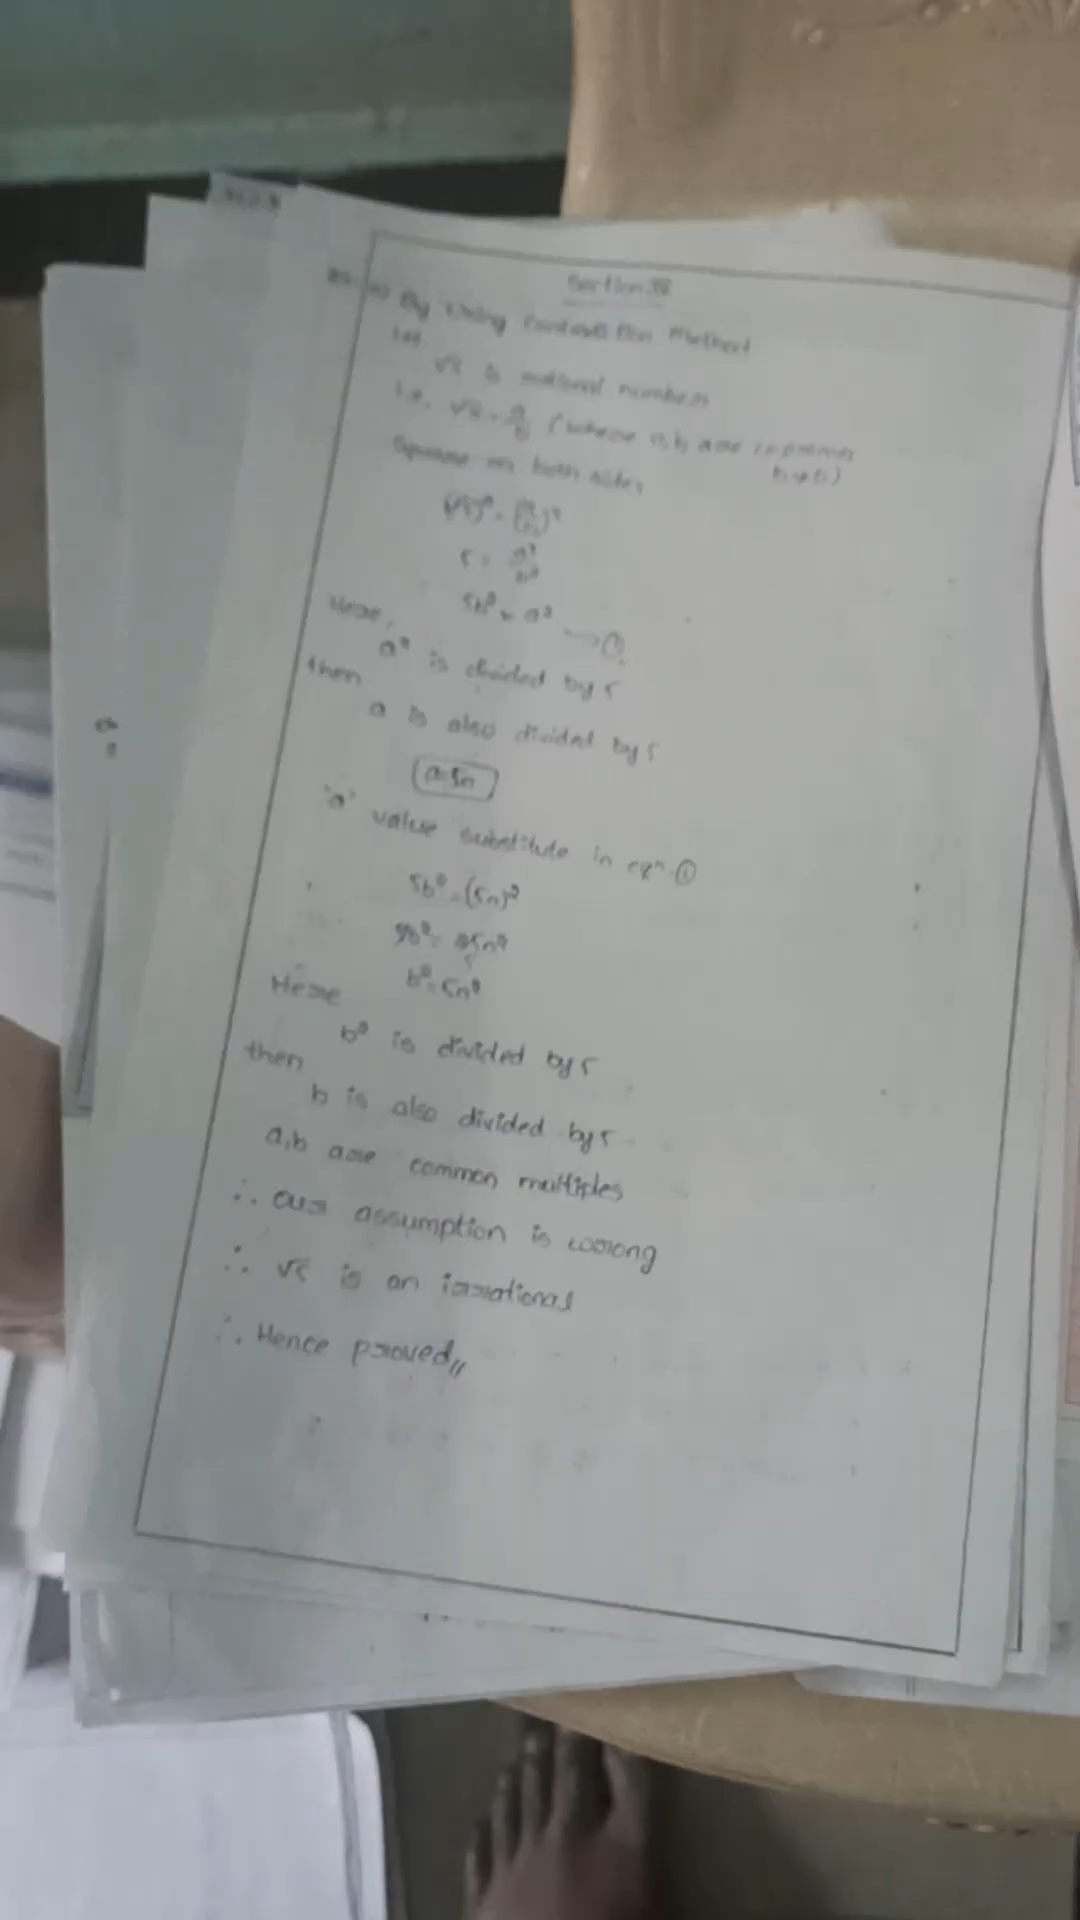 Section-III
By Using Contradiction Method
Let
√5 is rational numbers
i.e. √5 = a/b (where a, b are co-primes
b≠0)
Square on both sides
(√5)² = (a/b)²
5 = a²/b²
5b² = a² → ①
Here,
a² is divided by 5
then
a is also divided by 5
a=5n
'a' value substitute in eqⁿ-①
5b² = (5n)²
5b² = 25n²
5
b² = 5n²
Here
b² is divided by 5
then
b is also divided by 5
a,b are common multiples
∴ our assumption is wrong
∴ √5 is an irrational
∴ Hence proved //